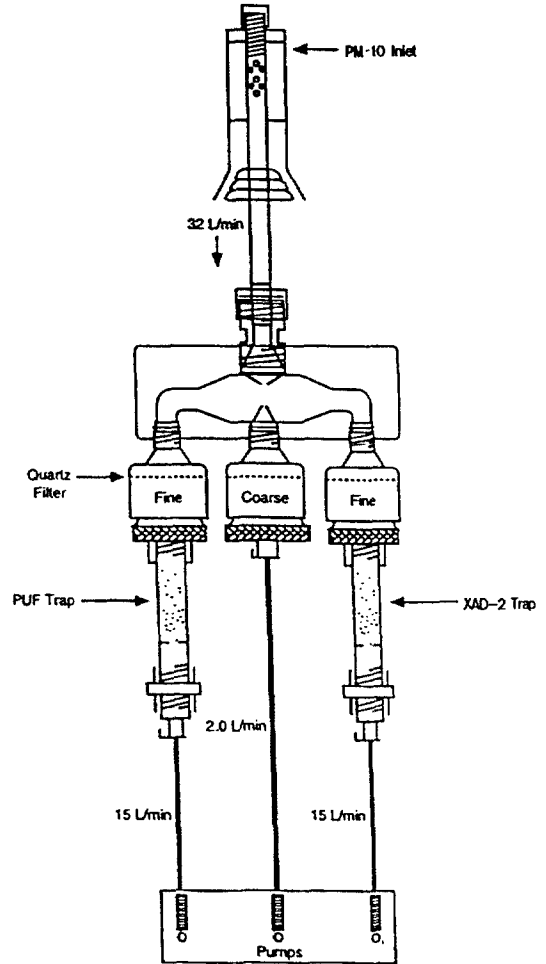 PM-10 Inlet
32 L/min
Quartz
Filter
Fine
Coarse
Fine
PUF Trap
XAD-2 Trap
2.0 L/min
15 L/min
15 L/min
Pumps